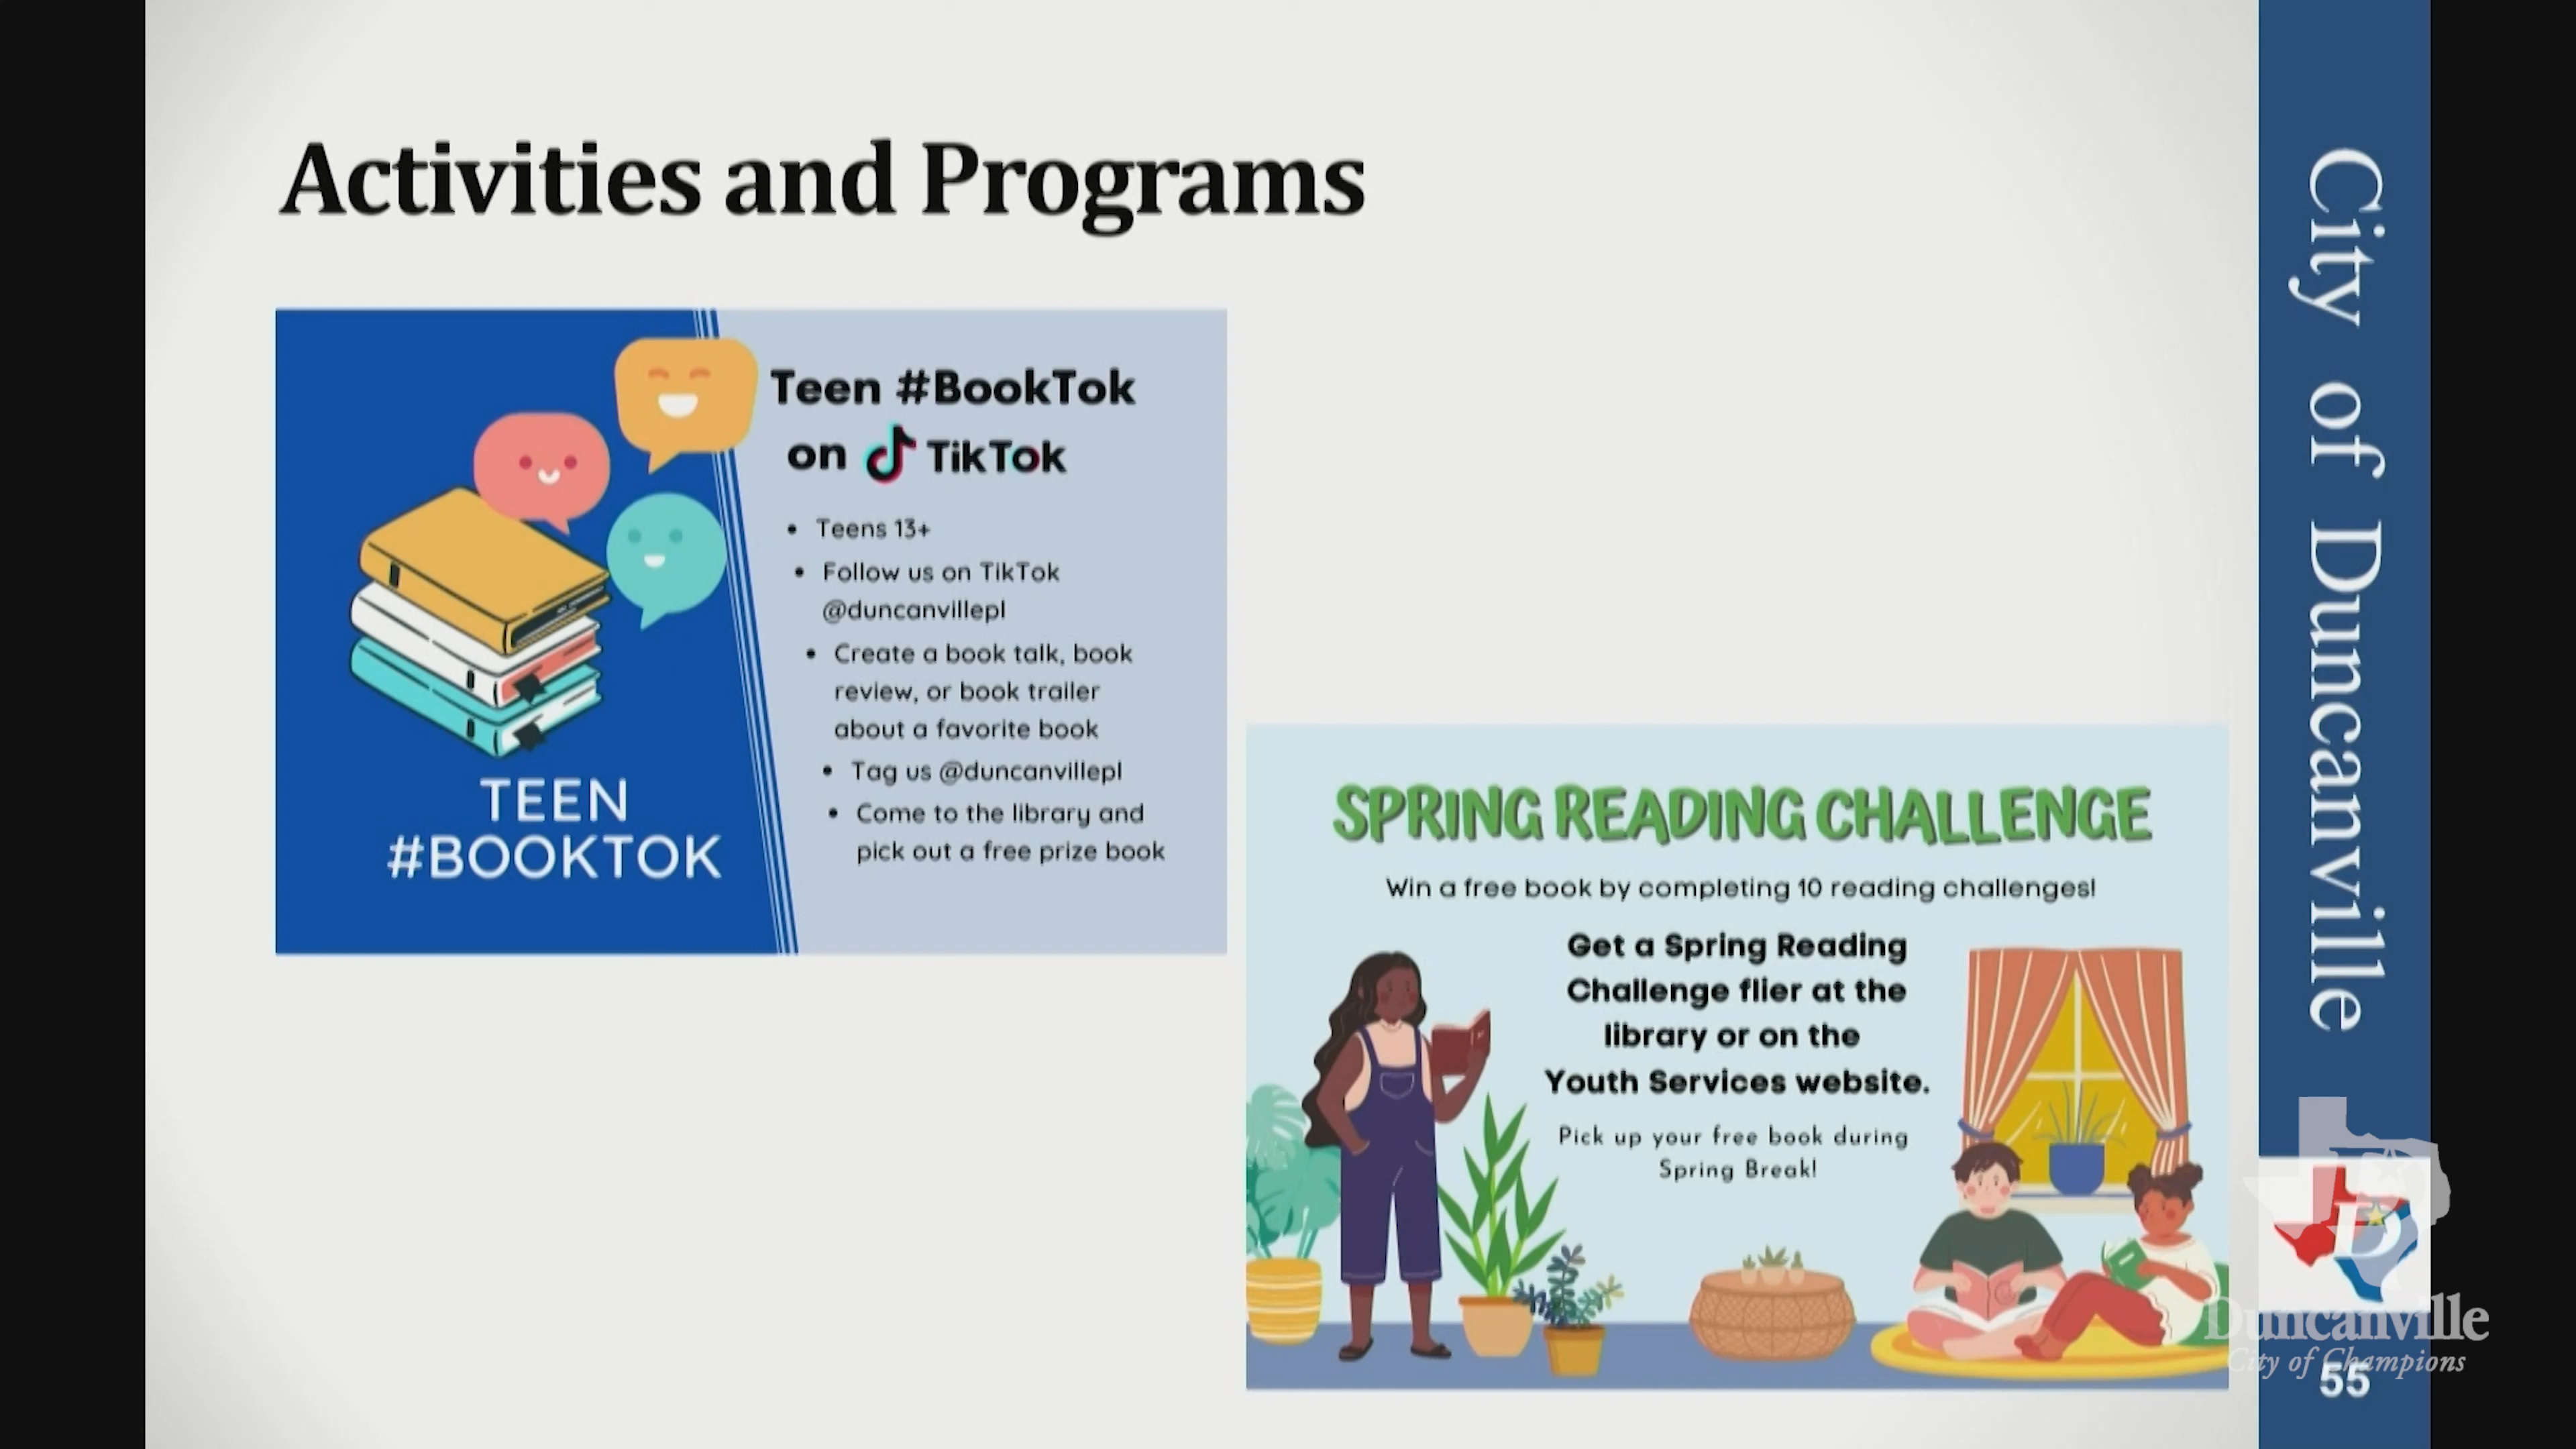 Activities and Programs
Teen #BookTok
on TikTok
• Teens 13+
• Follow us on TikTok
@duncanvillepl
• Create a book talk, book
review, or book trailer
about a favorite book
• Tag us @duncanvillepl
• Come to the library and
pick out a free prize book
TEEN
#BOOKTOK
SPRING READING CHALLENGE
Win a free book by completing 10 reading challenges!
Get a Spring Reading
Challenge flier at the
library or on the
Youth Services website.
Pick up your free book during
Spring Break!
City of Duncanville
D
Duncanville
City of Champions
55